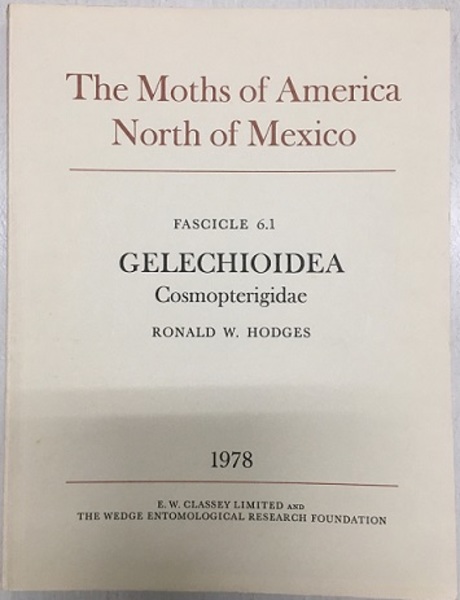 The Moths of America
North of Mexico
FASCICLE 6.1
GELECHIOIDEA
Cosmopterigidae
RONALD W. HODGES
1978
E. W. CLASSEY LIMITED AND
THE WEDGE ENTOMOLOGICAL RESEARCH FOUNDATION